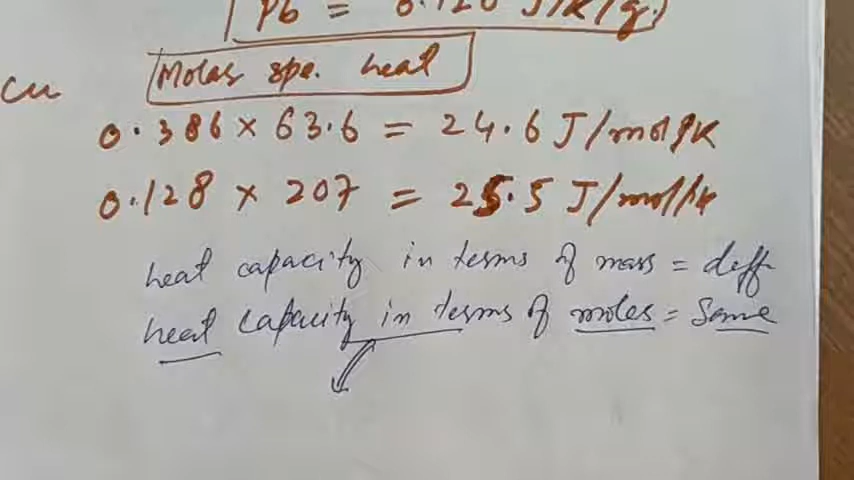 Pb = 0.128 J/K/g.
Molar spe. heat
Cu
0.386 × 63.6 = 24.6 J/mol/K
0.128 × 207 = 25.5 J/mol/K
heat capacity in terms of mass = diff
heat capacity in terms of moles = Same